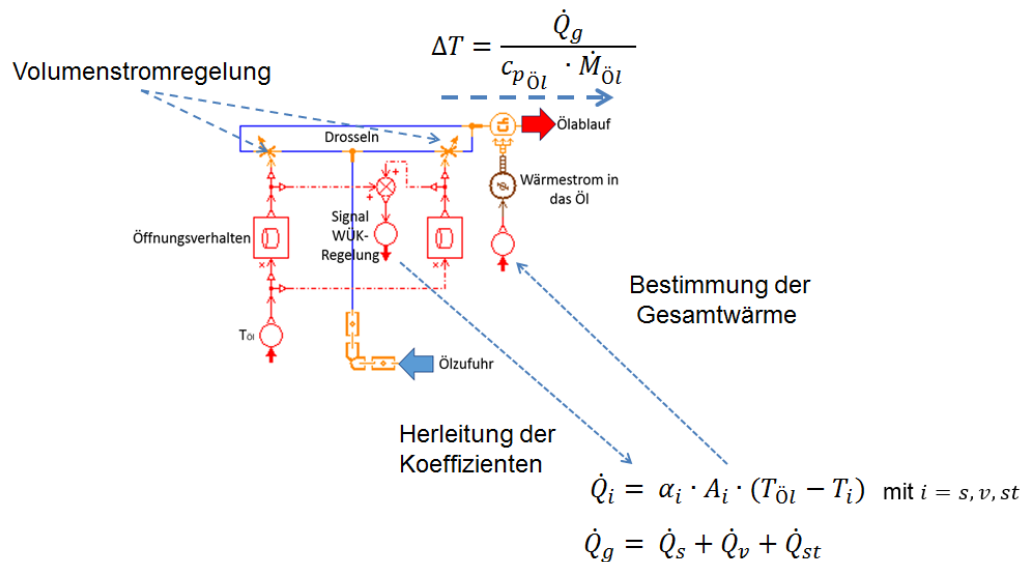 ΔT = Q̇_g / (c_p_Öl · Ṁ_Öl)
Volumenstromregelung
Ölablauf
Drosseln
+
+
Wärmestrom in
das Öl
Signal
WÜK-
Regelung
Öffnungsverhalten
×
×
Bestimmung der
Gesamtwärme
T_Öl
Ölzufuhr
Herleitung der
Koeffizienten
Q̇_i = α_i · A_i · (T_Öl − T_i) mit i = s, v, st
Q̇_g = Q̇_s + Q̇_v + Q̇_st